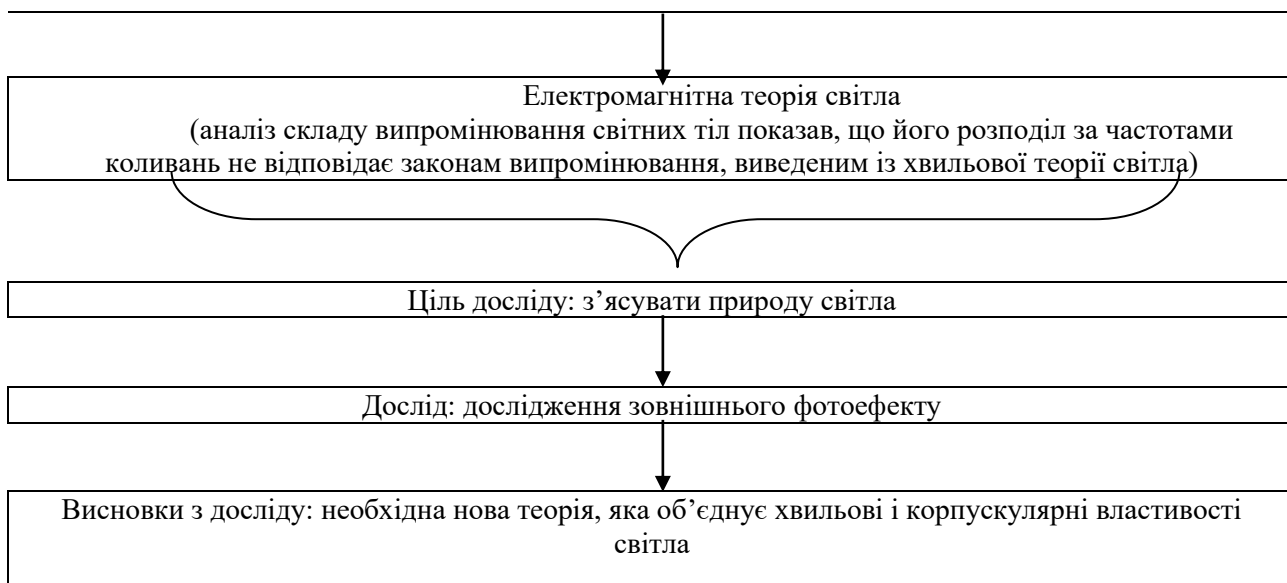 Електромагнітна теорія світла
(аналіз складу випромінювання світних тіл показав, що його розподіл за частотами
коливань не відповідає законам випромінювання, виведеним із хвильової теорії світла)
Ціль досліду: з’ясувати природу світла
Дослід: дослідження зовнішнього фотоефекту
Висновки з досліду: необхідна нова теорія, яка об’єднує хвильові і корпускулярні властивості
світла